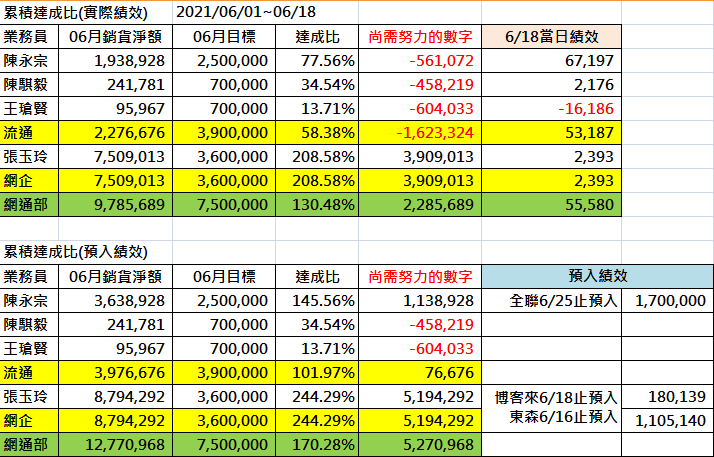 累積達成比(實際績效) 2021/06/01~06/18
業務員 06月銷貨淨額 06月目標 達成比 尚需努力的數字 6/18當日績效
陳永宗 1,938,928 2,500,000 77.56% -561,072 67,197
陳騏毅 241,781 700,000 34.54% -458,219 2,176
王瑲賢 95,967 700,000 13.71% -604,033 -16,186
流通 2,276,676 3,900,000 58.38% -1,623,324 53,187
張玉玲 7,509,013 3,600,000 208.58% 3,909,013 2,393
網企 7,509,013 3,600,000 208.58% 3,909,013 2,393
網通部 9,785,689 7,500,000 130.48% 2,285,689 55,580
累積達成比(預入績效)
業務員 06月銷貨淨額 06月目標 達成比 尚需努力的數字 預入績效
陳永宗 3,638,928 2,500,000 145.56% 1,138,928 全聯6/25止預入 1,700,000
陳騏毅 241,781 700,000 34.54% -458,219
王瑲賢 95,967 700,000 13.71% -604,033
流通 3,976,676 3,900,000 101.97% 76,676
張玉玲 8,794,292 3,600,000 244.29% 5,194,292 博客來6/18止預入 180,139
網企 8,794,292 3,600,000 244.29% 5,194,292 東森6/16止預入 1,105,140
網通部 12,770,968 7,500,000 170.28% 5,270,968